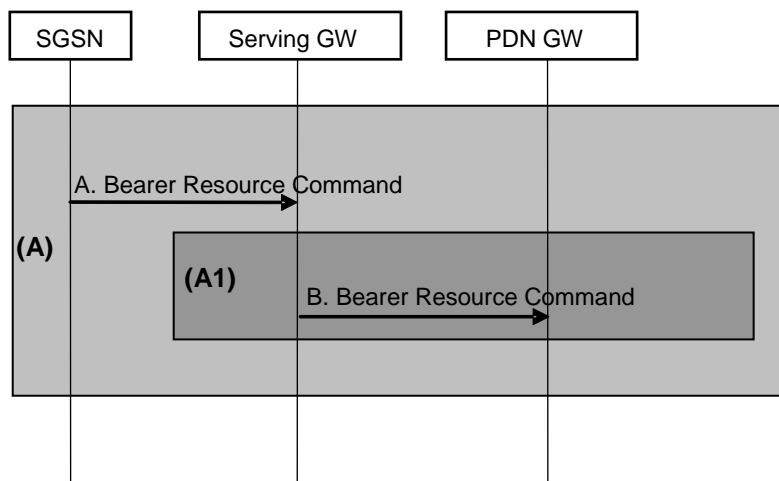 SGSN
Serving GW
PDN GW
A. Bearer Resource Command
(A)
(A1)
B. Bearer Resource Command